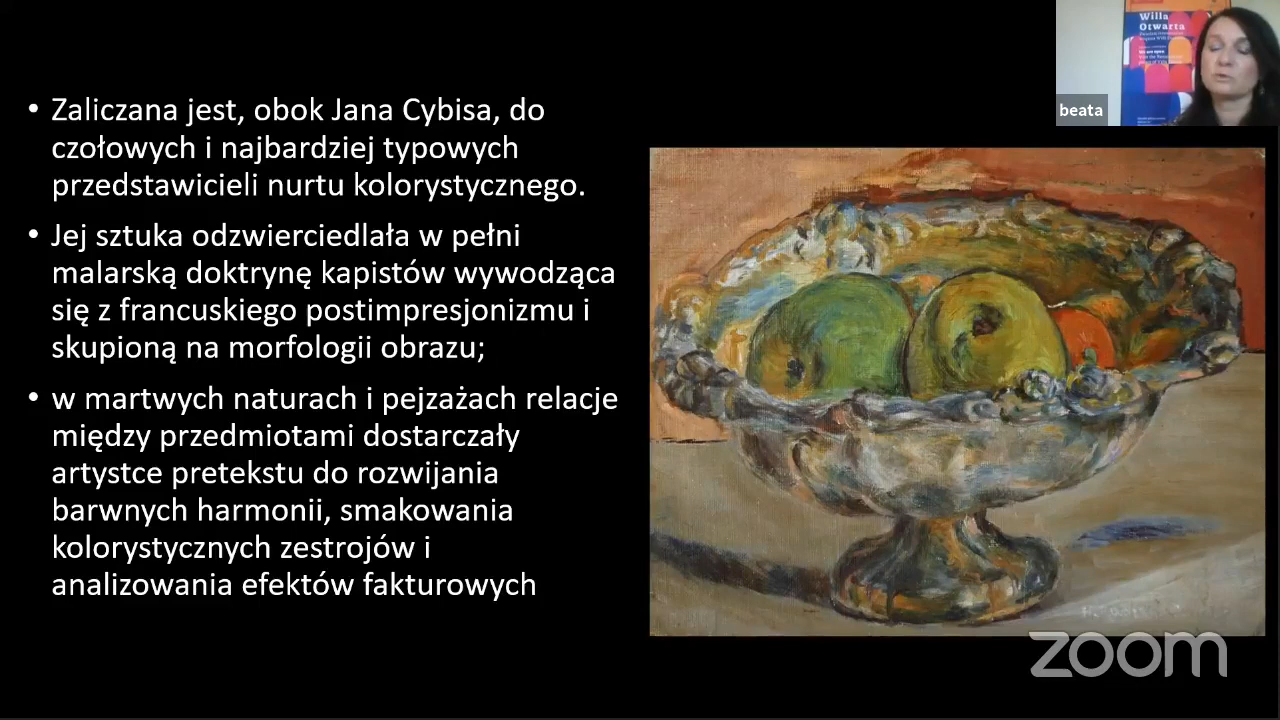 Willa
Otwarta
beata
• Zaliczana jest, obok Jana Cybisa, do
czołowych i najbardziej typowych
przedstawicieli nurtu kolorystycznego.
• Jej sztuka odzwierciedlała w pełni
malarską doktrynę kapistów wywodząca
się z francuskiego postimpresjonizmu i
skupioną na morfologii obrazu;
• w martwych naturach i pejzażach relacje
między przedmiotami dostarczały
artystce pretekstu do rozwijania
barwnych harmonii, smakowania
kolorystycznych zestrojów i
analizowania efektów fakturowych
zoom